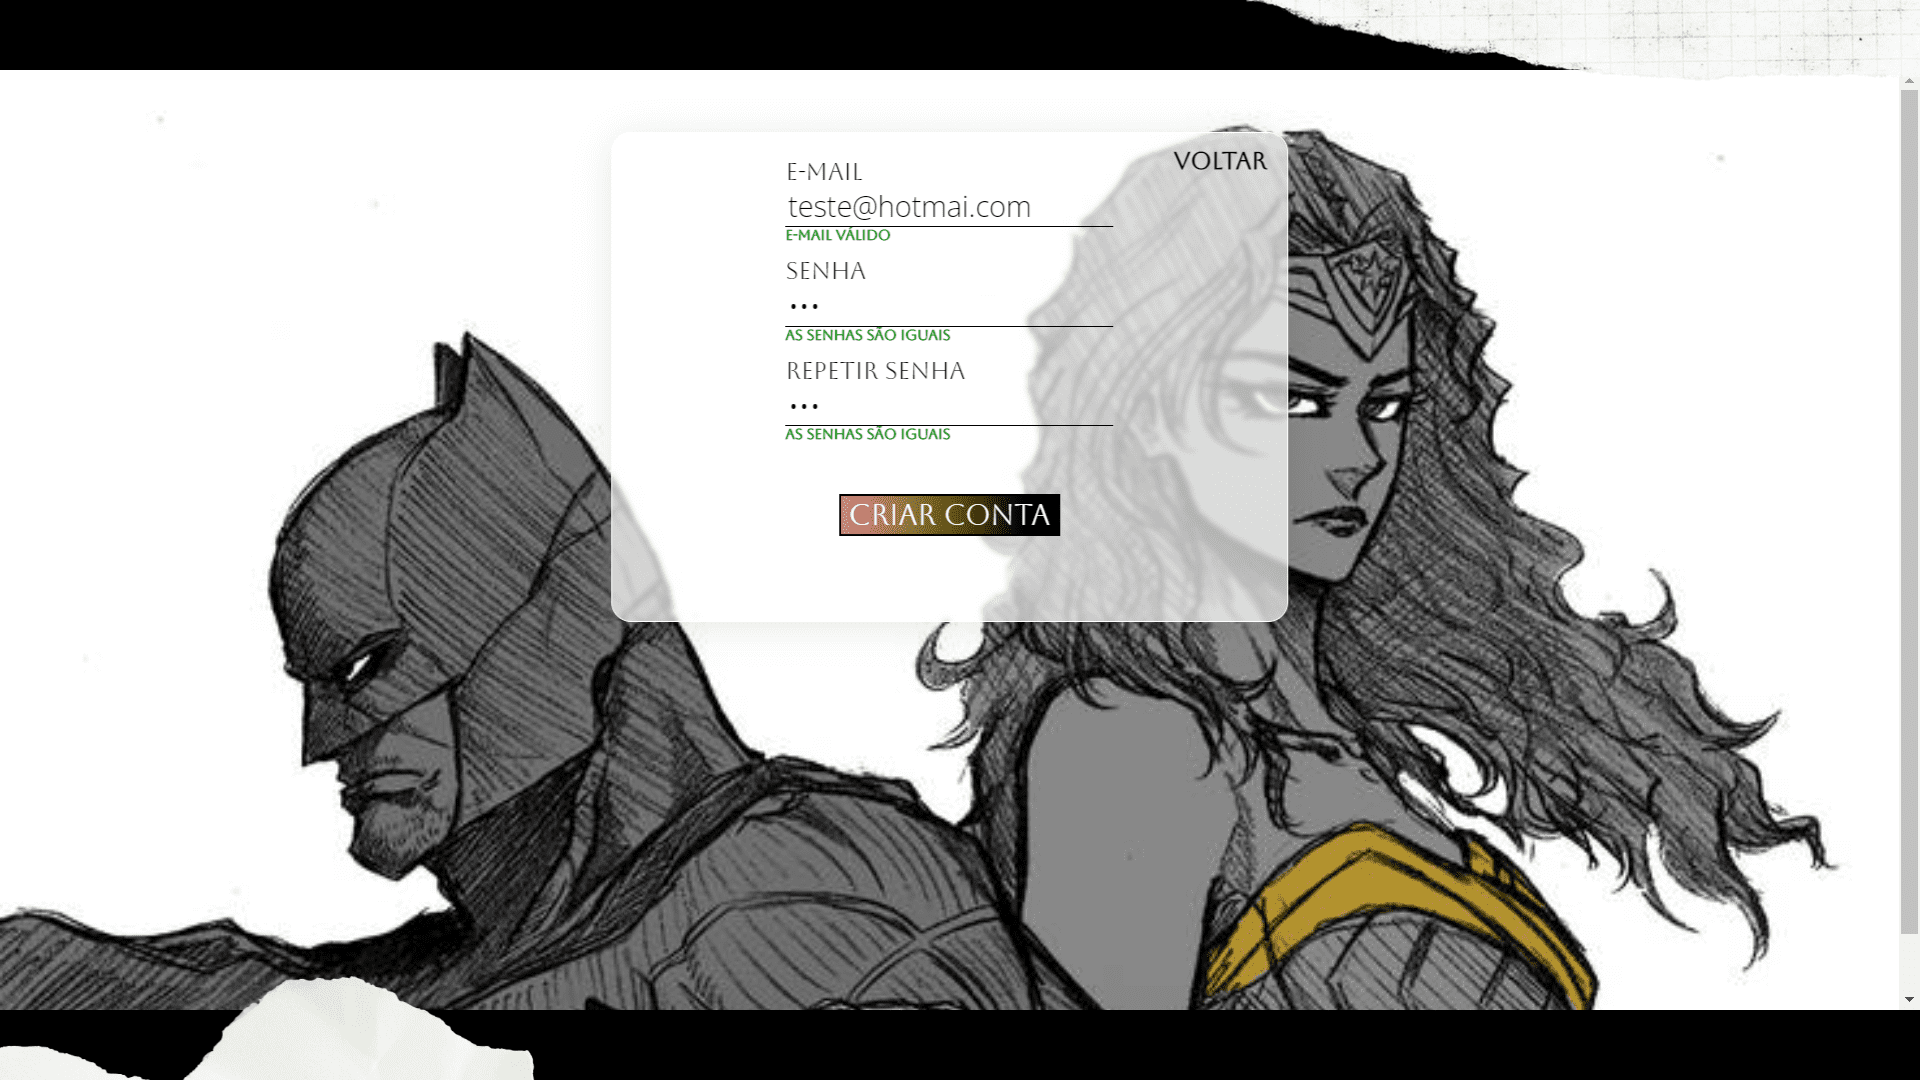 VOLTAR
E-MAIL
teste@hotmai.com
E-MAIL VÁLIDO
SENHA
•••
AS SENHAS SÃO IGUAIS
REPETIR SENHA
•••
AS SENHAS SÃO IGUAIS
CRIAR CONTA